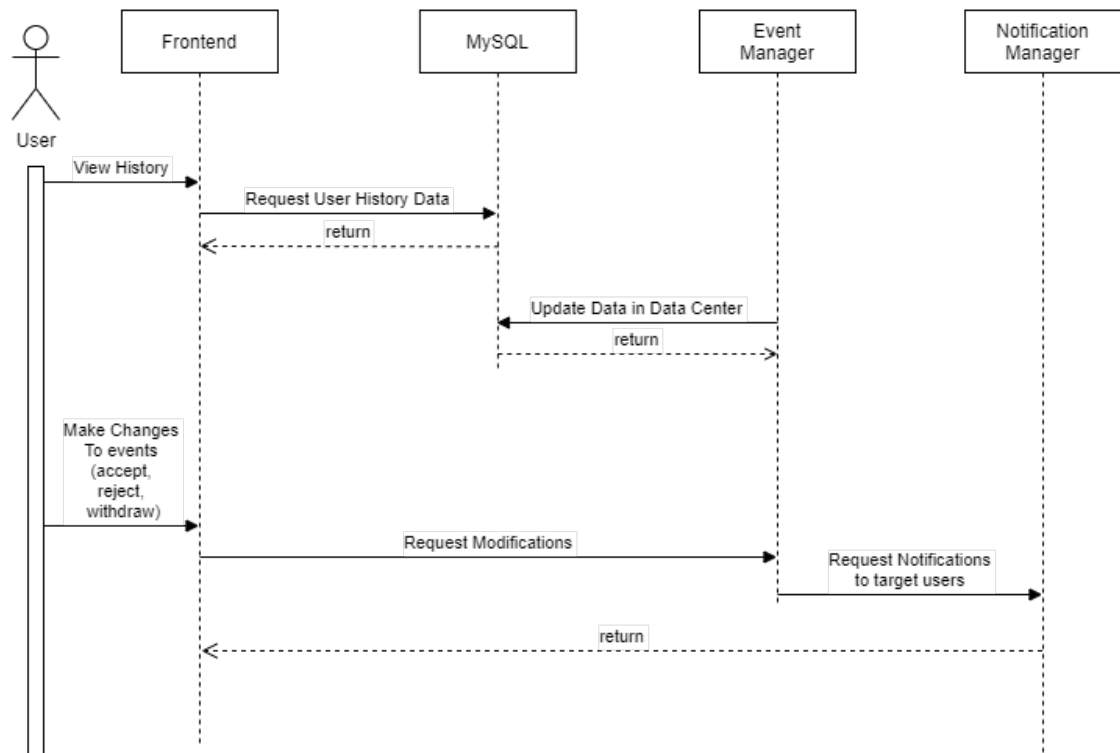 Frontend
MySQL
Event
Manager
Notification
Manager
User
View History
Request User History Data
return
Update Data in Data Center
return
Make Changes
To events
(accept,
reject,
withdraw)
Request Modifications
Request Notifications
to target users
return